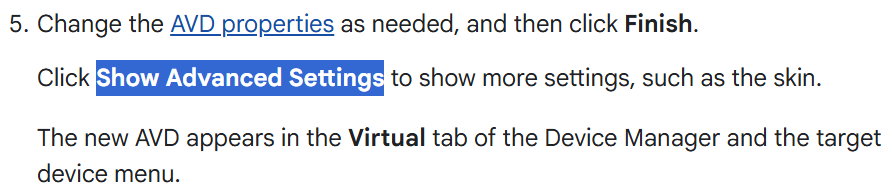 5. Change the AVD properties as needed, and then click Finish.
Click Show Advanced Settings to show more settings, such as the skin.
The new AVD appears in the Virtual tab of the Device Manager and the target
device menu.